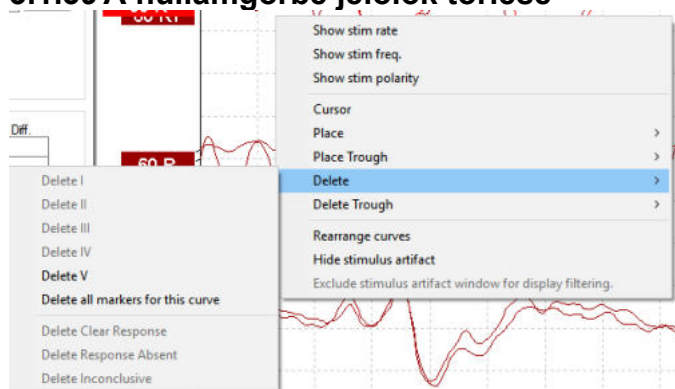 Show stim rate
Show stim freq.
Show stim polarity
Cursor
Diff.
Place
Place Trough
60 R
Delete
Delete Trough
Rearrange curves
Hide stimulus artifact
Exclude stimulus artifact window for display filtering.
Delete I
Delete II
Delete III
Delete IV
Delete V
Delete all markers for this curve
Delete Clear Response
Delete Response Absent
Delete Inconclusive